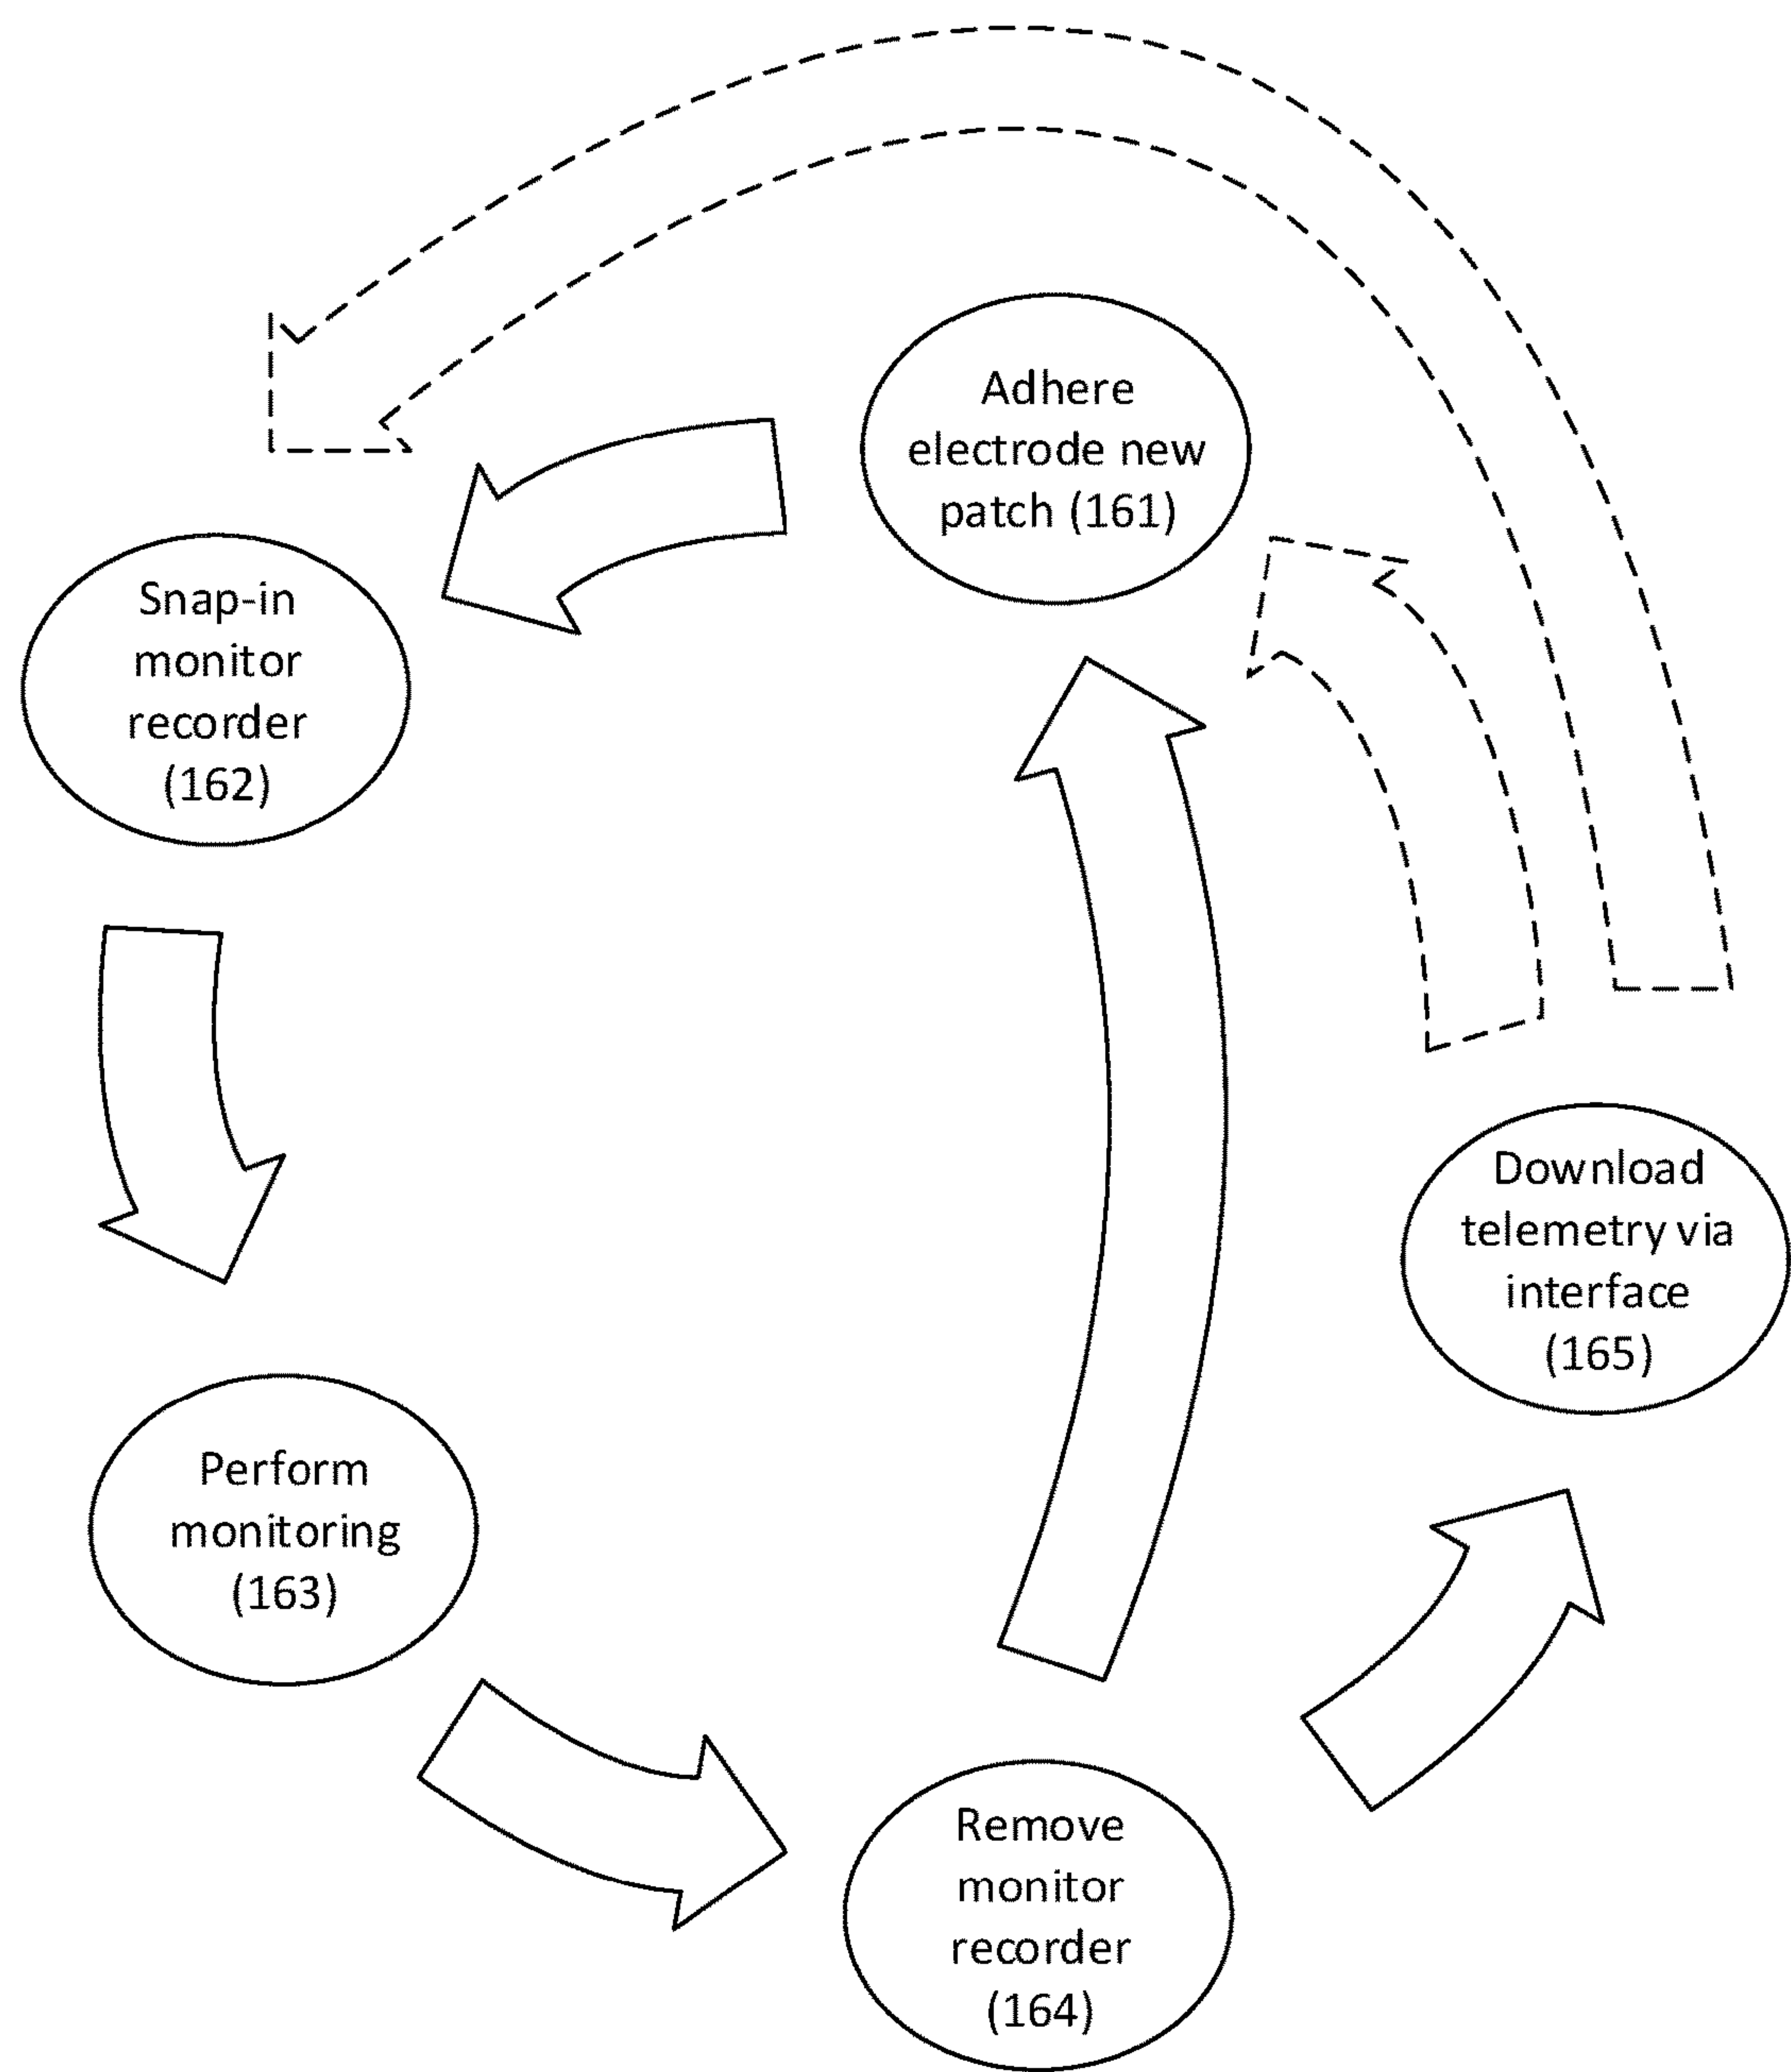 Adhere
electrode new
patch (161)
Snap-in
monitor
recorder
(162)
Perform
monitoring
(163)
Remove
monitor
recorder
(164)
Download
telemetry via
interface
(165)